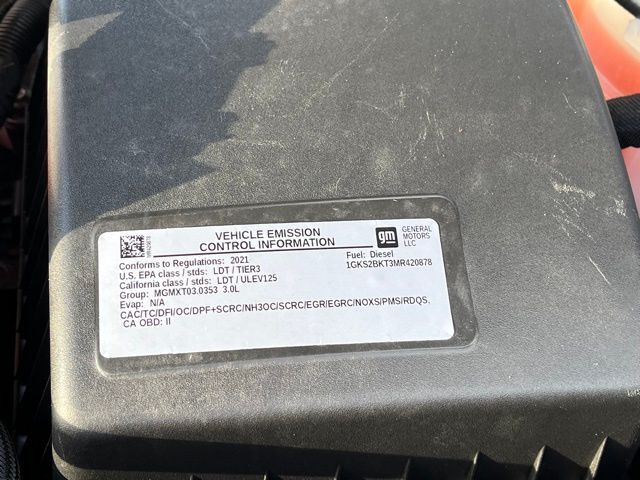 VEHICLE EMISSION
CONTROL INFORMATION
gm
GENERAL
MOTORS
LLC
Conforms to Regulations: 2021
Fuel: Diesel
U.S. EPA class / stds: LDT / TIER3
1GKS2BKT3MR420878
California class / stds: LDT / ULEV125
Group: MGMXT03.0353 3.0L
Evap: N/A
CAC/TC/DFI/OC/DPF+SCRC/NH3OC/SCRC/EGR/EGRC/NOXS/PMS/RDQS.
CA OBD: II